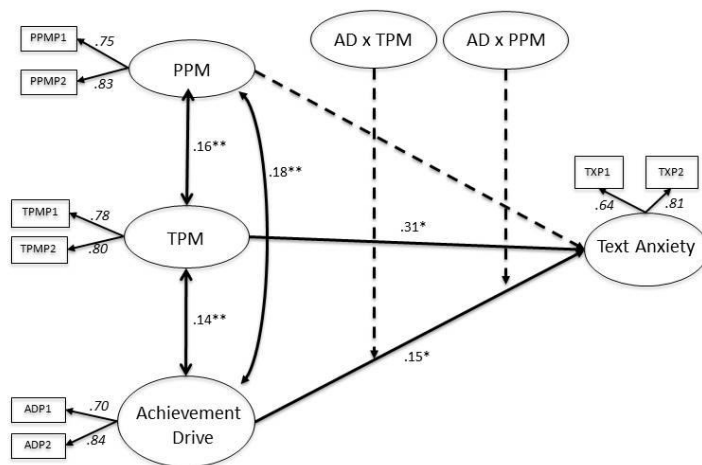 PPMP1
.75
PPMP2
.83
PPM
AD x TPM
AD x PPM
.16**
.18**
TPMP1
.78
TPMP2
.80
TPM
.31*
TXP1
TXP2
.64
.81
Text Anxiety
.14**
.15*
ADP1
.70
ADP2
.84
Achievement
Drive